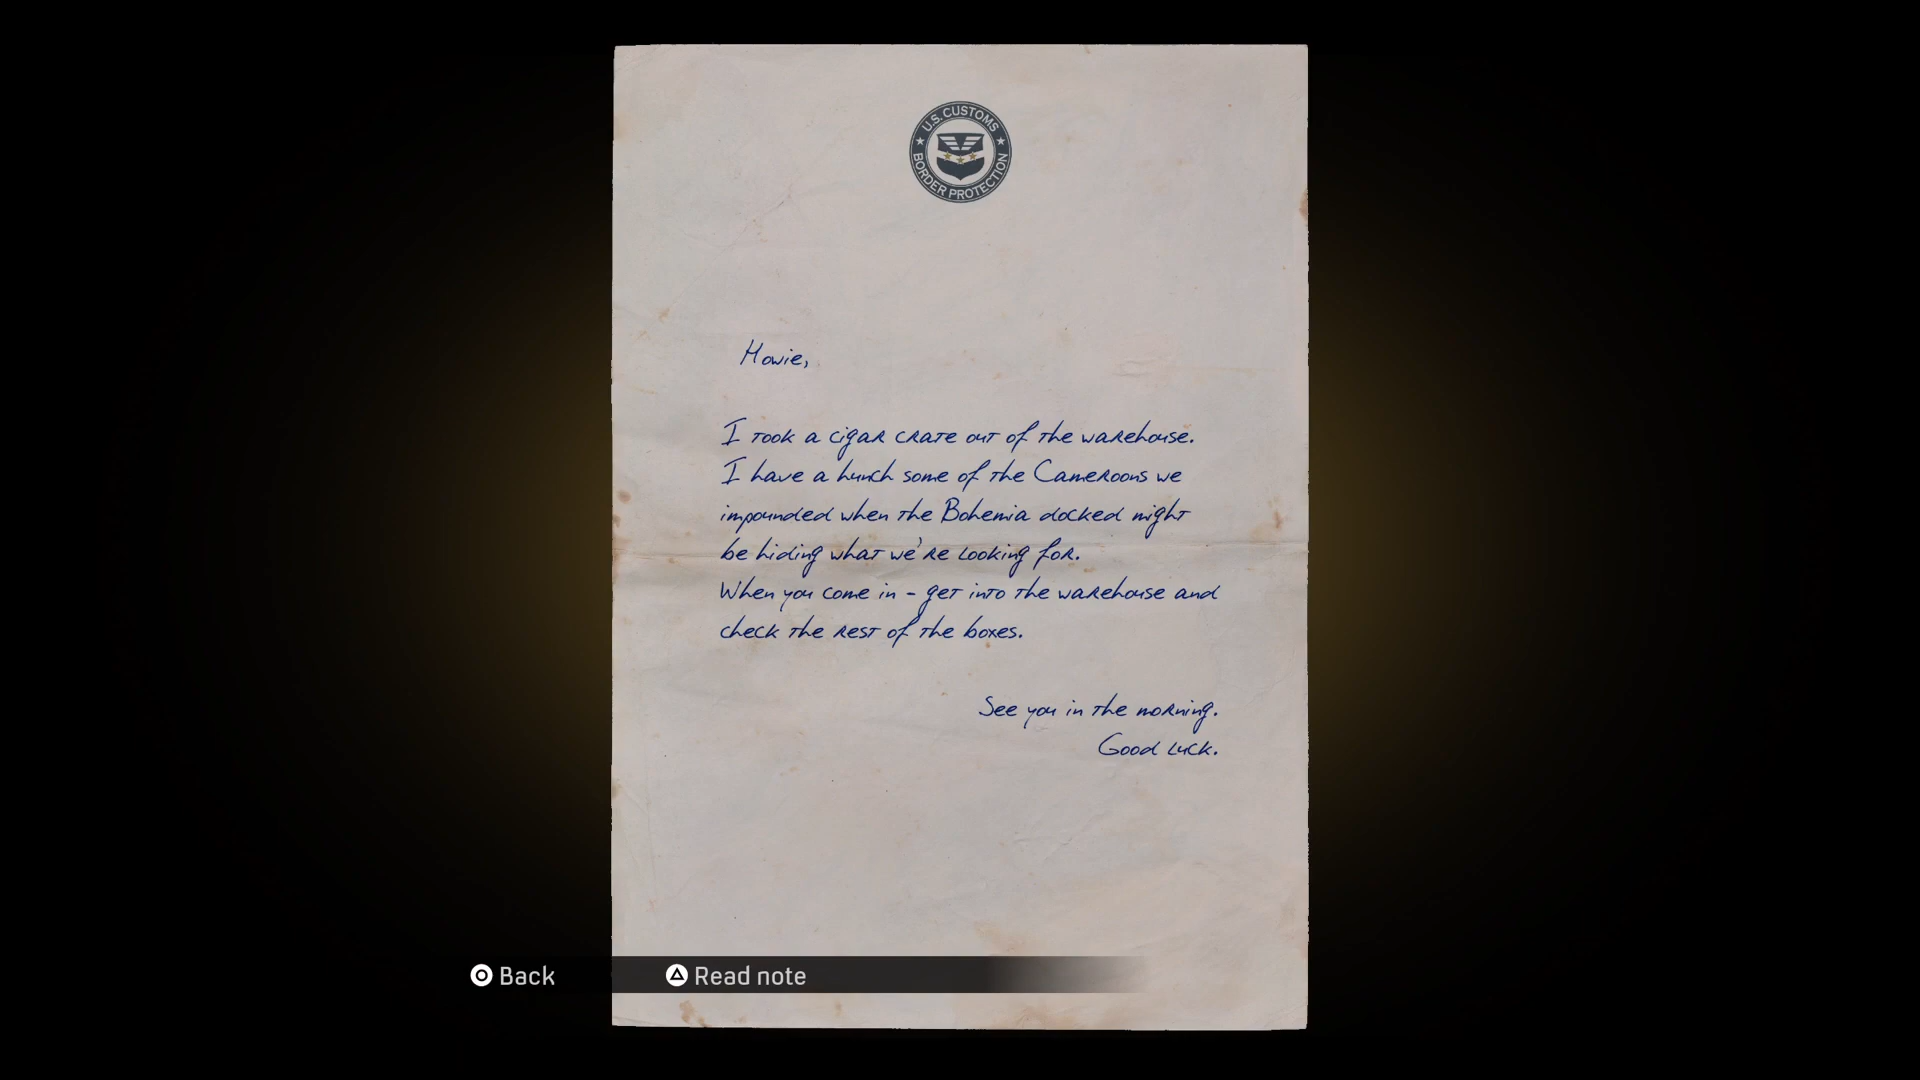 U.S. CUSTOMS
BORDER PROTECTION
Howie,
I took a cigar crate out of the warehouse.
I have a hunch some of the Cameroons we
impounded when the Bohemia docked might
be hiding what we're looking for.
When you come in - get into the warehouse and
check the rest of the boxes.
See you in the morning.
Good luck.
Back
Read note